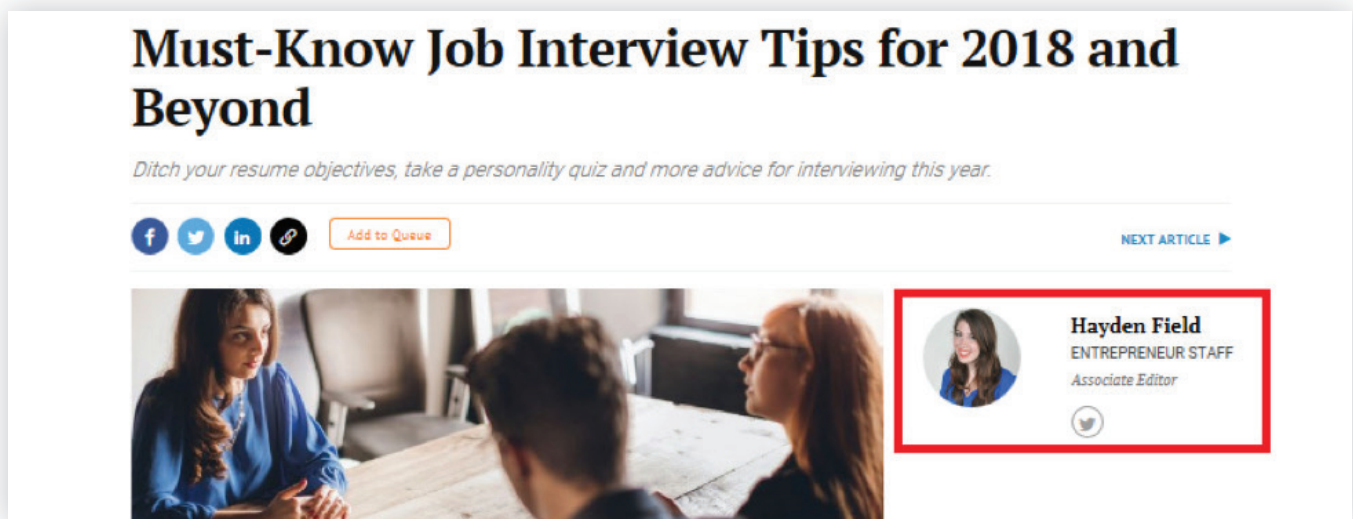 Must-Know Job Interview Tips for 2018 and
Beyond
Ditch your resume objectives, take a personality quiz and more advice for interviewing this year.
f
in
Add to Queue
NEXT ARTICLE
Hayden Field
ENTREPRENEUR STAFF
Associate Editor